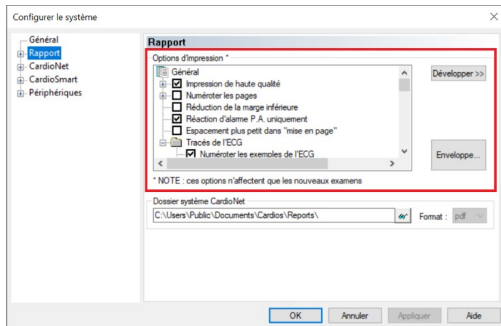 Configurer le système
Général
Rapport
CardioNet
CardioSmart
Périphériques
Rapport
Options d'impression *
Général
Impression de haute qualité
Numéroter les pages
Réduction de la marge inférieure
Réaction d'alarme P.A. uniquement
Espacement plus petit dans "mise en page"
Tracés de l'ECG
Numéroter les exemples de l'ECG
Développer >>
Enveloppe...
* NOTE : ces options n'affectent que les nouveaux examens
Dossier système CardioNet
C:\Users\Public\Documents\Cardios\Reports\
Format : pdf
OK Annuler Appliquer Aide